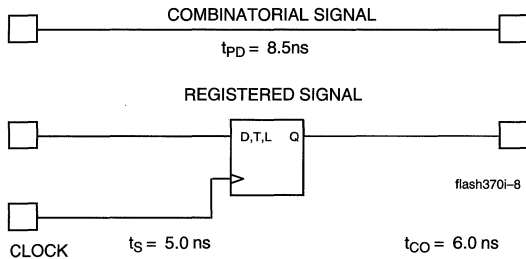 COMBINATORIAL SIGNAL
tPD = 8.5ns
REGISTERED SIGNAL
D,T,L Q
flash370i–8
CLOCK
tS = 5.0 ns
tCO = 6.0 ns